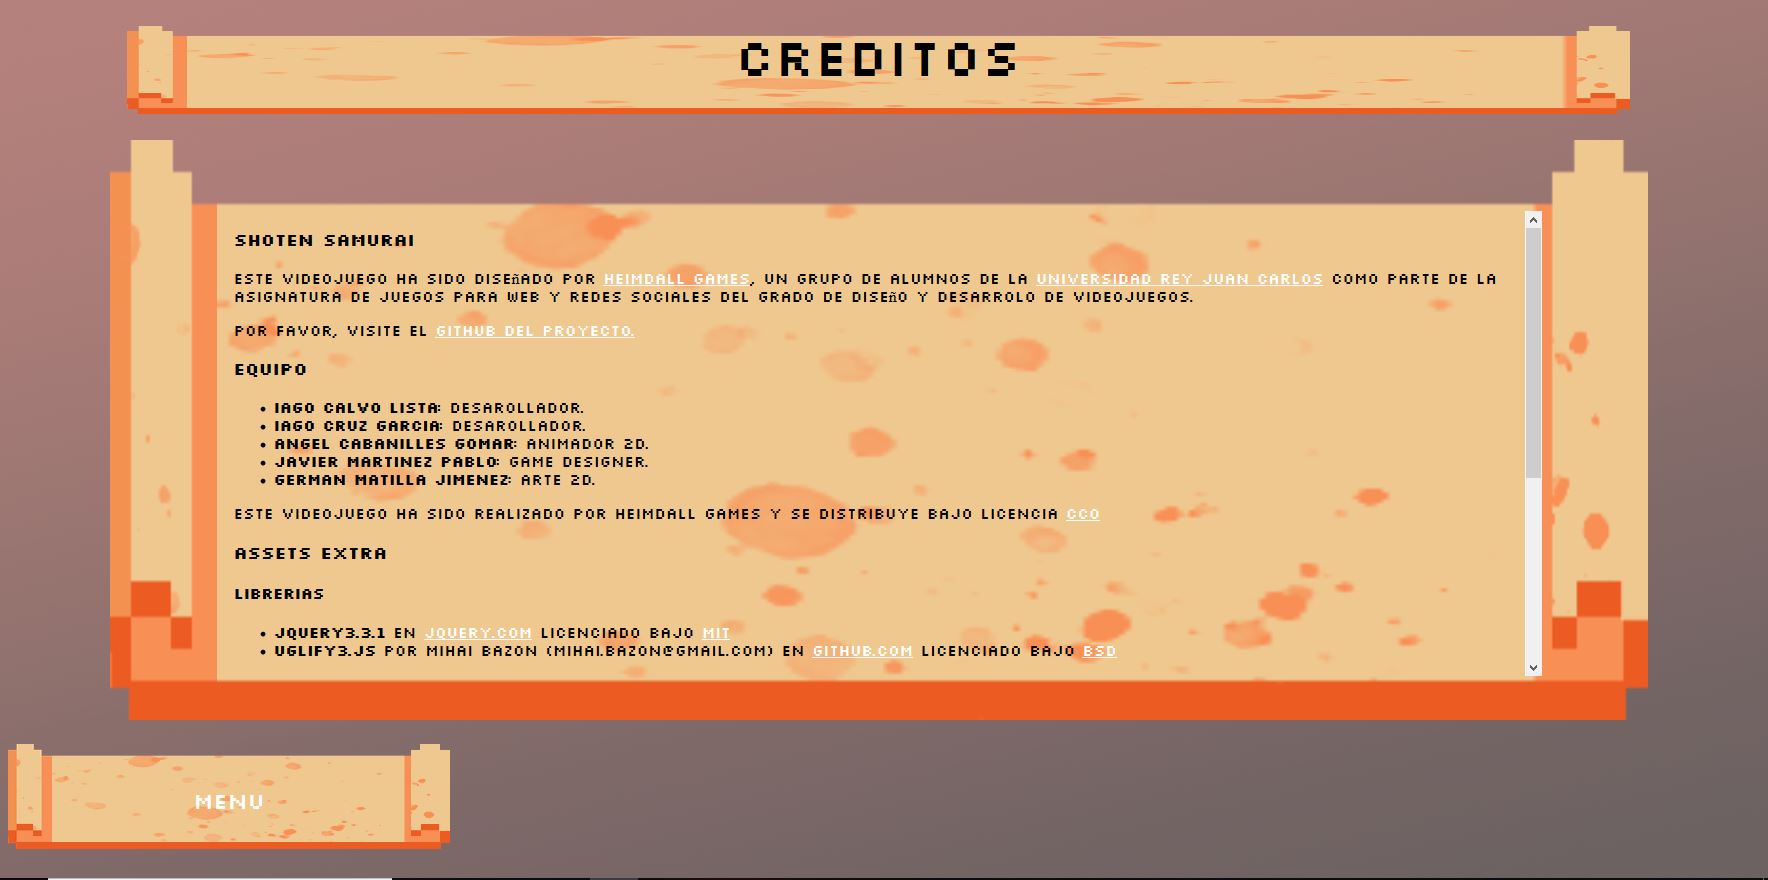 CREDITOS
SHOTEN SAMURAI
ESTE VIDEOJUEGO HA SIDO DISEñADO POR HEIMDALL GAMES, UN GRUPO DE ALUMNOS DE LA UNIVERSIDAD REY JUAN CARLOS COMO PARTE DE LA
ASIGNATURA DE JUEGOS PARA WEB Y REDES SOCIALES DEL GRADO DE DISEñO Y DESARROLO DE VIDEOJUEGOS.
POR FAVOR, VISITE EL GITHUB DEL PROYECTO.
EQUIPO
• IAGO CALVO LISTA: DESAROLLADOR.
• IAGO CRUZ GARCIA: DESAROLLADOR.
• ANGEL CABANILLES GOMAR: ANIMADOR 2D.
• JAVIER MARTINEZ PABLO: GAME DESIGNER.
• GERMAN MATILLA JIMENEZ: ARTE 2D.
ESTE VIDEOJUEGO HA SIDO REALIZADO POR HEIMDALL GAMES Y SE DISTRIBUYE BAJO LICENCIA CC0
ASSETS EXTRA
LIBRERIAS
• JQUERY3.3.1 EN JQUERY.COM LICENCIADO BAJO MIT
• UGLIFY3.JS POR MIHAI BAZON (MIHAI.BAZON@GMAIL.COM) EN GITHUB.COM LICENCIADO BAJO BSD
MENU